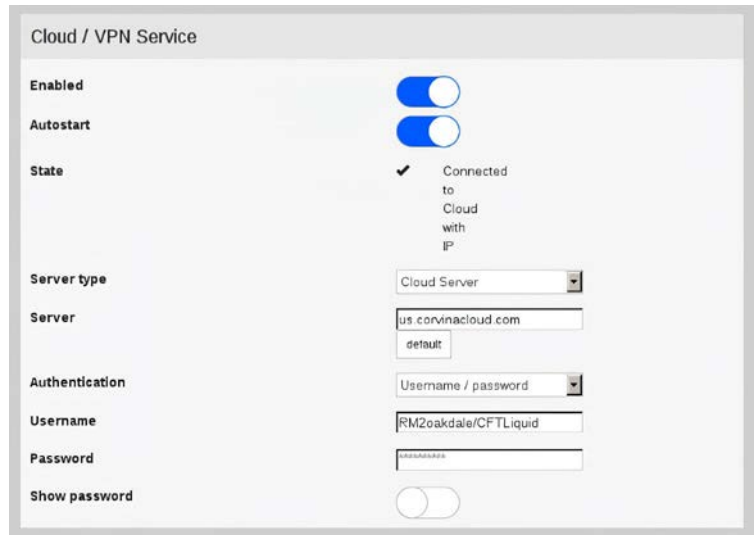 Cloud / VPN Service
Enabled
Autostart
State
Connected
to
Cloud
with
IP
Server type
Cloud Server
Server
us.corvinacloud.com
default
Authentication
Username / password
Username
RM2oakdale/CFTLiquid
Password
**********
Show password